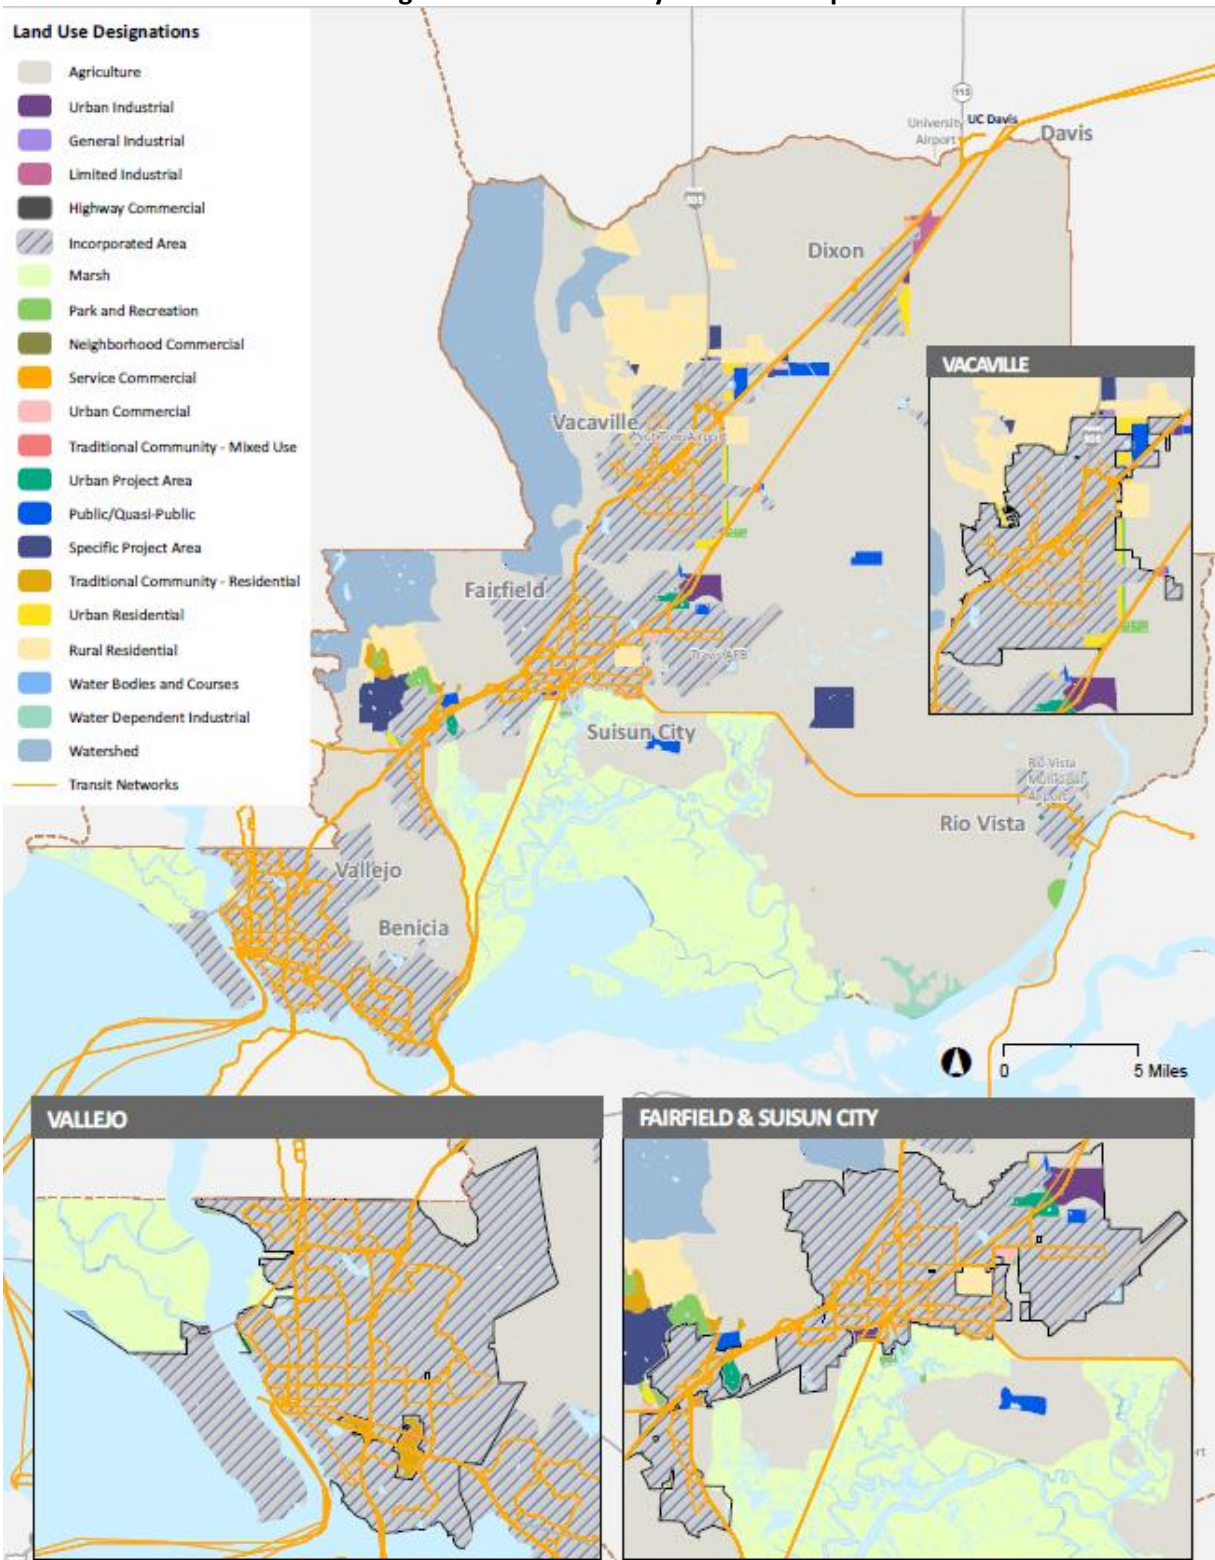 Land Use Designations
Agriculture
Urban Industrial
General Industrial
Limited Industrial
Highway Commercial
Incorporated Area
Marsh
Park and Recreation
Neighborhood Commercial
Service Commercial
Urban Commercial
Traditional Community - Mixed Use
Urban Project Area
Public/Quasi-Public
Specific Project Area
Traditional Community - Residential
Urban Residential
Rural Residential
Water Bodies and Courses
Water Dependent Industrial
Watershed
Transit Networks
113
University
Airport
UC Davis
Davis
505
Dixon
VACAVILLE
505
Vacaville
Airport
Fairfield
Travis AFB
Suisun City
Rio Vista
Municipal
Airport
Rio Vista
Vallejo
Benicia
0 5 Miles
VALLEJO
FAIRFIELD & SUISUN CITY